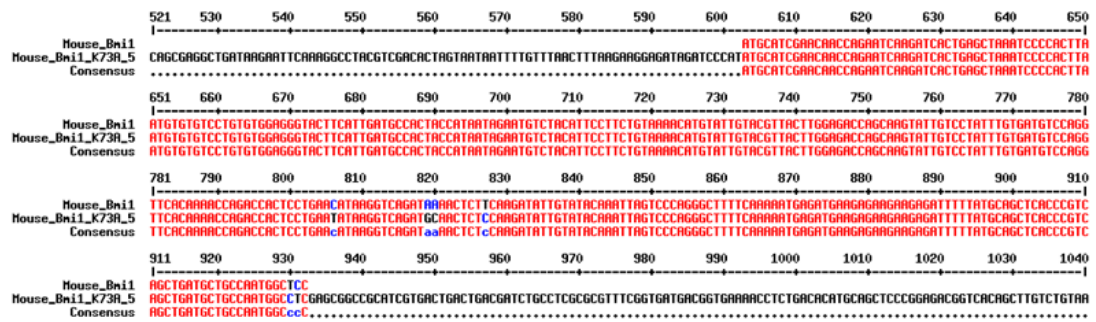 521 530 540 550 560 570 580 590 600 610 620 630 640 650
Mouse_Bmi1 ATGCATCGAACAACCAGAATCAAGATCACTGAGCTAAATCCCCACTTA
Mouse_Bmi1_K73A_5 CAGCGAGGCTGATAAGAATTCAAAGGCCTACGTCGACACTAGTAATAATTTTGTTTAACTTTAAGAAGGAGATAGATCCCATATGCATCGAACAACCAGAATCAAGATCACTGAGCTAAATCCCCACTTA
Consensus ..................................................................................ATGCATCGAACAACCAGAATCAAGATCACTGAGCTAAATCCCCACTTA
651 660 670 680 690 700 710 720 730 740 750 760 770 780
Mouse_Bmi1 ATGTGTGTCCTGTGTGGAGGGTACTTCATTGATGCCACTACCATAATAGAATGTCTACATTCCTTCTGTAAAACATGTATTGTACGTTACTTGGAGACCAGCAAGTATTGTCCTATTTGTGATGTCCAGG
Mouse_Bmi1_K73A_5 ATGTGTGTCCTGTGTGGAGGGTACTTCATTGATGCCACTACCATAATAGAATGTCTACATTCCTTCTGTAAAACATGTATTGTACGTTACTTGGAGACCAGCAAGTATTGTCCTATTTGTGATGTCCAGG
Consensus ATGTGTGTCCTGTGTGGAGGGTACTTCATTGATGCCACTACCATAATAGAATGTCTACATTCCTTCTGTAAAACATGTATTGTACGTTACTTGGAGACCAGCAAGTATTGTCCTATTTGTGATGTCCAGG
781 790 800 810 820 830 840 850 860 870 880 890 900 910
Mouse_Bmi1 TTCACAAAACCAGACCACTCCTGAACATAAGGTCAGATAAAACTCTTCAAGATATTGTATACAAATTAGTCCCAGGGCTTTTCAAAAATGAGATGAAGAGAAGAAGAGATTTTTATGCAGCTCACCCGTC
Mouse_Bmi1_K73A_5 TTCACAAAACCAGACCACTCCTGAATATAAGGTCAGATGCAACTCTCCAAGATATTGTATACAAATTAGTCCCAGGGCTTTTCAAAAATGAGATGAAGAGAAGAAGAGATTTTTATGCAGCTCACCCGTC
Consensus TTCACAAAACCAGACCACTCCTGAAcATAAGGTCAGATaaAACTCTcCAAGATATTGTATACAAATTAGTCCCAGGGCTTTTCAAAAATGAGATGAAGAGAAGAAGAGATTTTTATGCAGCTCACCCGTC
911 920 930 940 950 960 970 980 990 1000 1010 1020 1030 1040
Mouse_Bmi1 AGCTGATGCTGCCAATGGCTCC
Mouse_Bmi1_K73A_5 AGCTGATGCTGCCAATGGCCTCGAGCGGCCGCATCGTGACTGACTGACGATCTGCCTCGCGCGTTTCGGTGATGACGGTGAAAACCTCTGACACATGCAGCTCCCGGAGACGGTCACAGCTTGTCTGTAA
Consensus AGCTGATGCTGCCAATGGCccC............................................................................................................